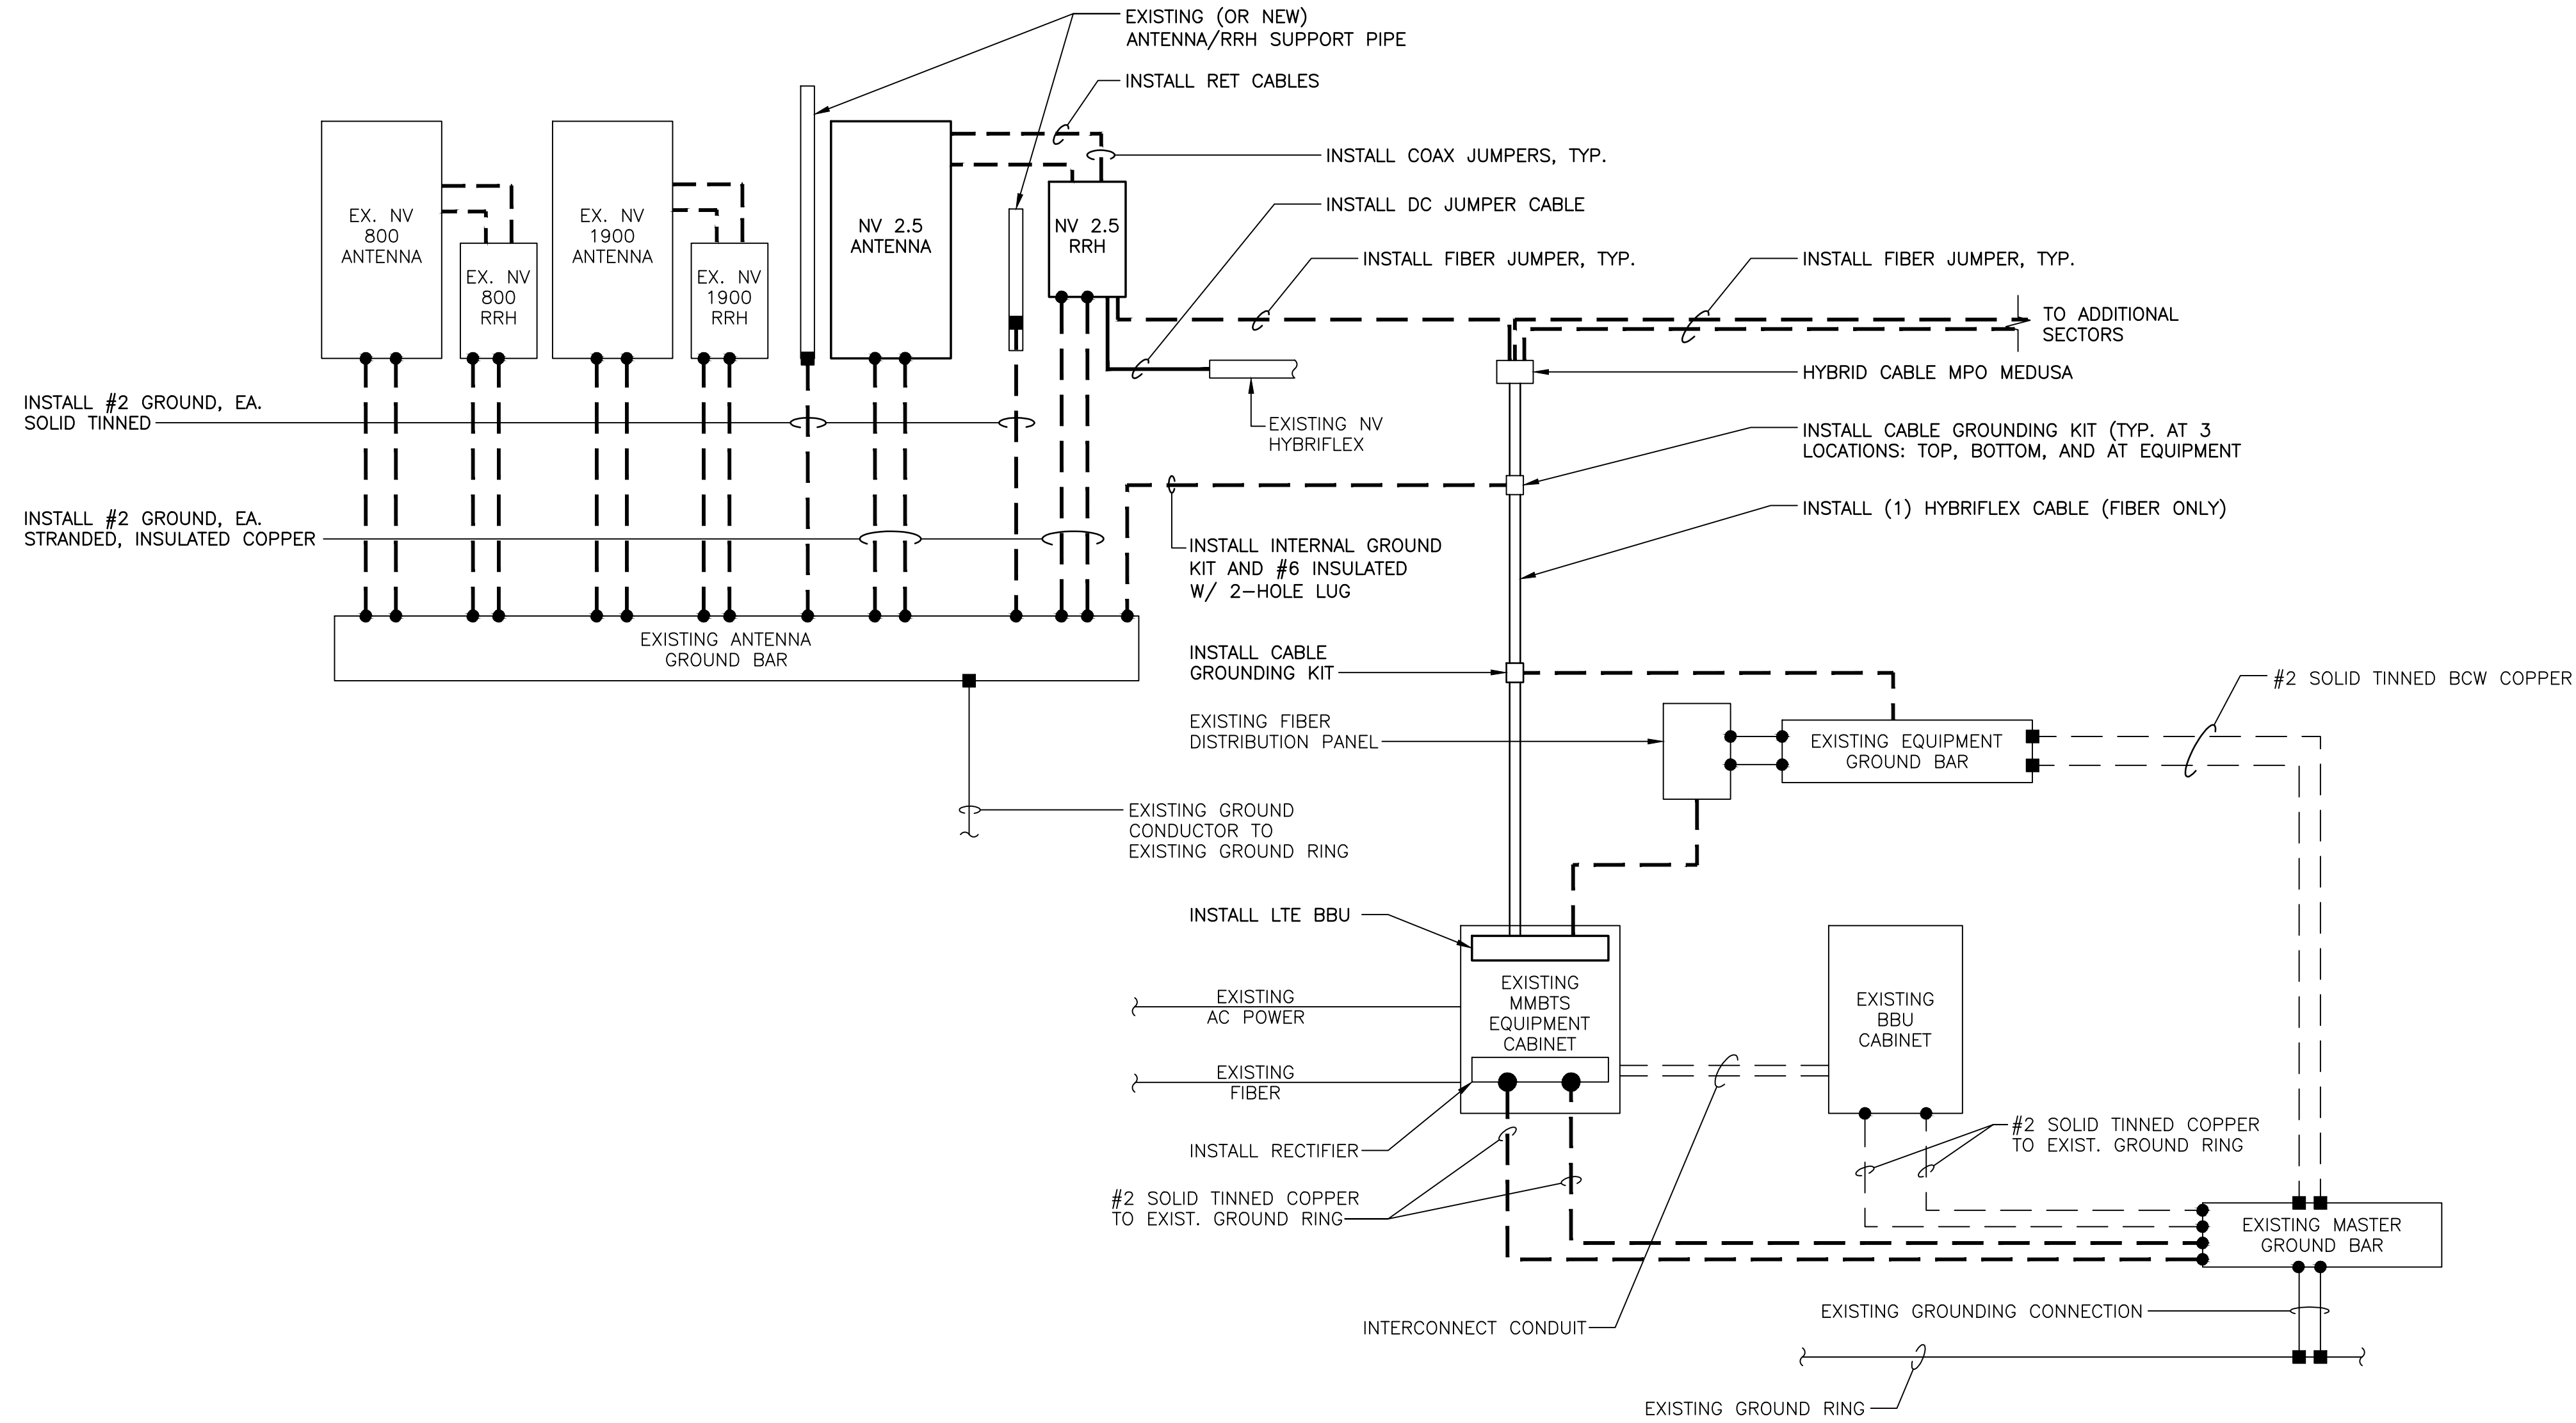 EXISTING (OR NEW)
ANTENNA/RRH SUPPORT PIPE
INSTALL RET CABLES
INSTALL COAX JUMPERS, TYP.
INSTALL DC JUMPER CABLE
INSTALL FIBER JUMPER, TYP.
INSTALL FIBER JUMPER, TYP.
EX. NV
800
ANTENNA
EX. NV
800
RRH
EX. NV
1900
ANTENNA
EX. NV
1900
RRH
NV 2.5
ANTENNA
NV 2.5
RRH
TO ADDITIONAL
SECTORS
HYBRID CABLE MPO MEDUSA
INSTALL #2 GROUND, EA.
SOLID TINNED
EXISTING NV
HYBRIFLEX
INSTALL CABLE GROUNDING KIT (TYP. AT 3
LOCATIONS: TOP, BOTTOM, AND AT EQUIPMENT
INSTALL (1) HYBRIFLEX CABLE (FIBER ONLY)
INSTALL #2 GROUND, EA.
STRANDED, INSULATED COPPER
INSTALL INTERNAL GROUND
KIT AND #6 INSULATED
W/ 2-HOLE LUG
EXISTING ANTENNA
GROUND BAR
INSTALL CABLE
GROUNDING KIT
#2 SOLID TINNED BCW COPPER
EXISTING FIBER
DISTRIBUTION PANEL
EXISTING EQUIPMENT
GROUND BAR
EXISTING GROUND
CONDUCTOR TO
EXISTING GROUND RING
INSTALL LTE BBU
EXISTING
MMBTS
EQUIPMENT
CABINET
EXISTING
BBU
CABINET
EXISTING
AC POWER
EXISTING
FIBER
INSTALL RECTIFIER
#2 SOLID TINNED COPPER
TO EXIST. GROUND RING
#2 SOLID TINNED COPPER
TO EXIST. GROUND RING
EXISTING MASTER
GROUND BAR
EXISTING GROUNDING CONNECTION
INTERCONNECT CONDUIT
EXISTING GROUND RING